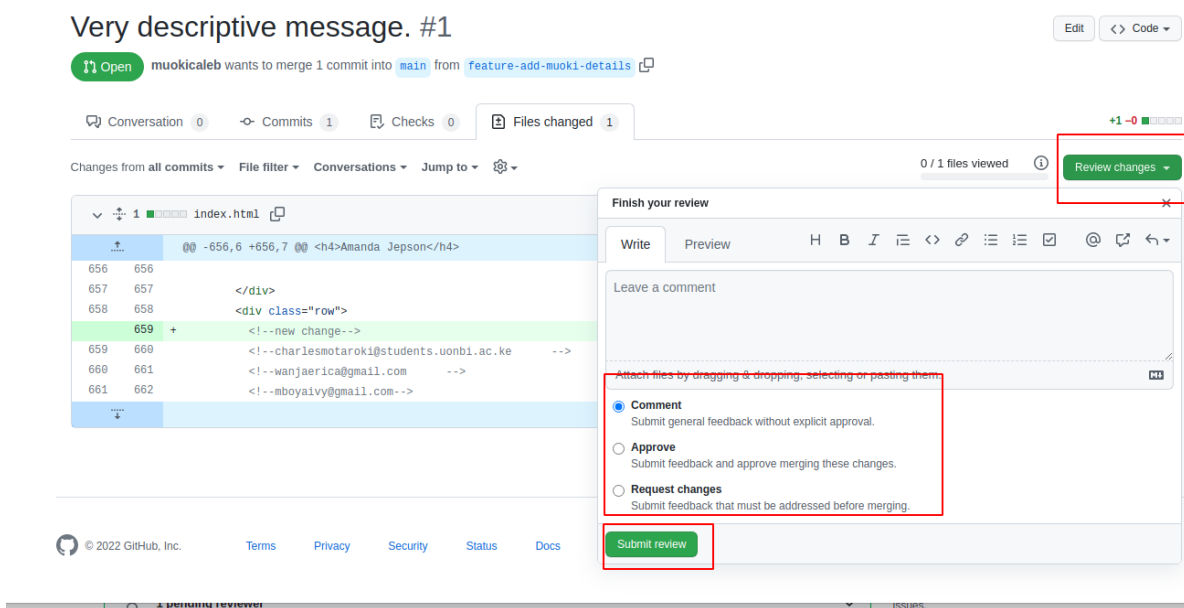 Very descriptive message. #1
Edit
<> Code
Open
muokicaleb wants to merge 1 commit into main from feature-add-muoki-details
Conversation 0
Commits 1
Checks 0
Files changed 1
+1 −0
Changes from all commits
File filter
Conversations
Jump to
0 / 1 files viewed
Review changes
1 index.html
@@ -656,6 +656,7 @@ <h4>Amanda Jepson</h4>
656 656
657 657 </div>
658 658 <div class="row">
659 + <!--new change-->
659 660 <!--charlesmotaroki@students.uonbi.ac.ke -->
660 661 <!--wanjaerica@gmail.com -->
661 662 <!--mboyaivy@gmail.com-->
Finish your review
Write
Preview
Leave a comment
Attach files by dragging & dropping, selecting or pasting them.
Comment
Submit general feedback without explicit approval.
Approve
Submit feedback and approve merging these changes.
Request changes
Submit feedback that must be addressed before merging.
Submit review
© 2022 GitHub, Inc.
Terms
Privacy
Security
Status
Docs
1 pending reviewer
issues